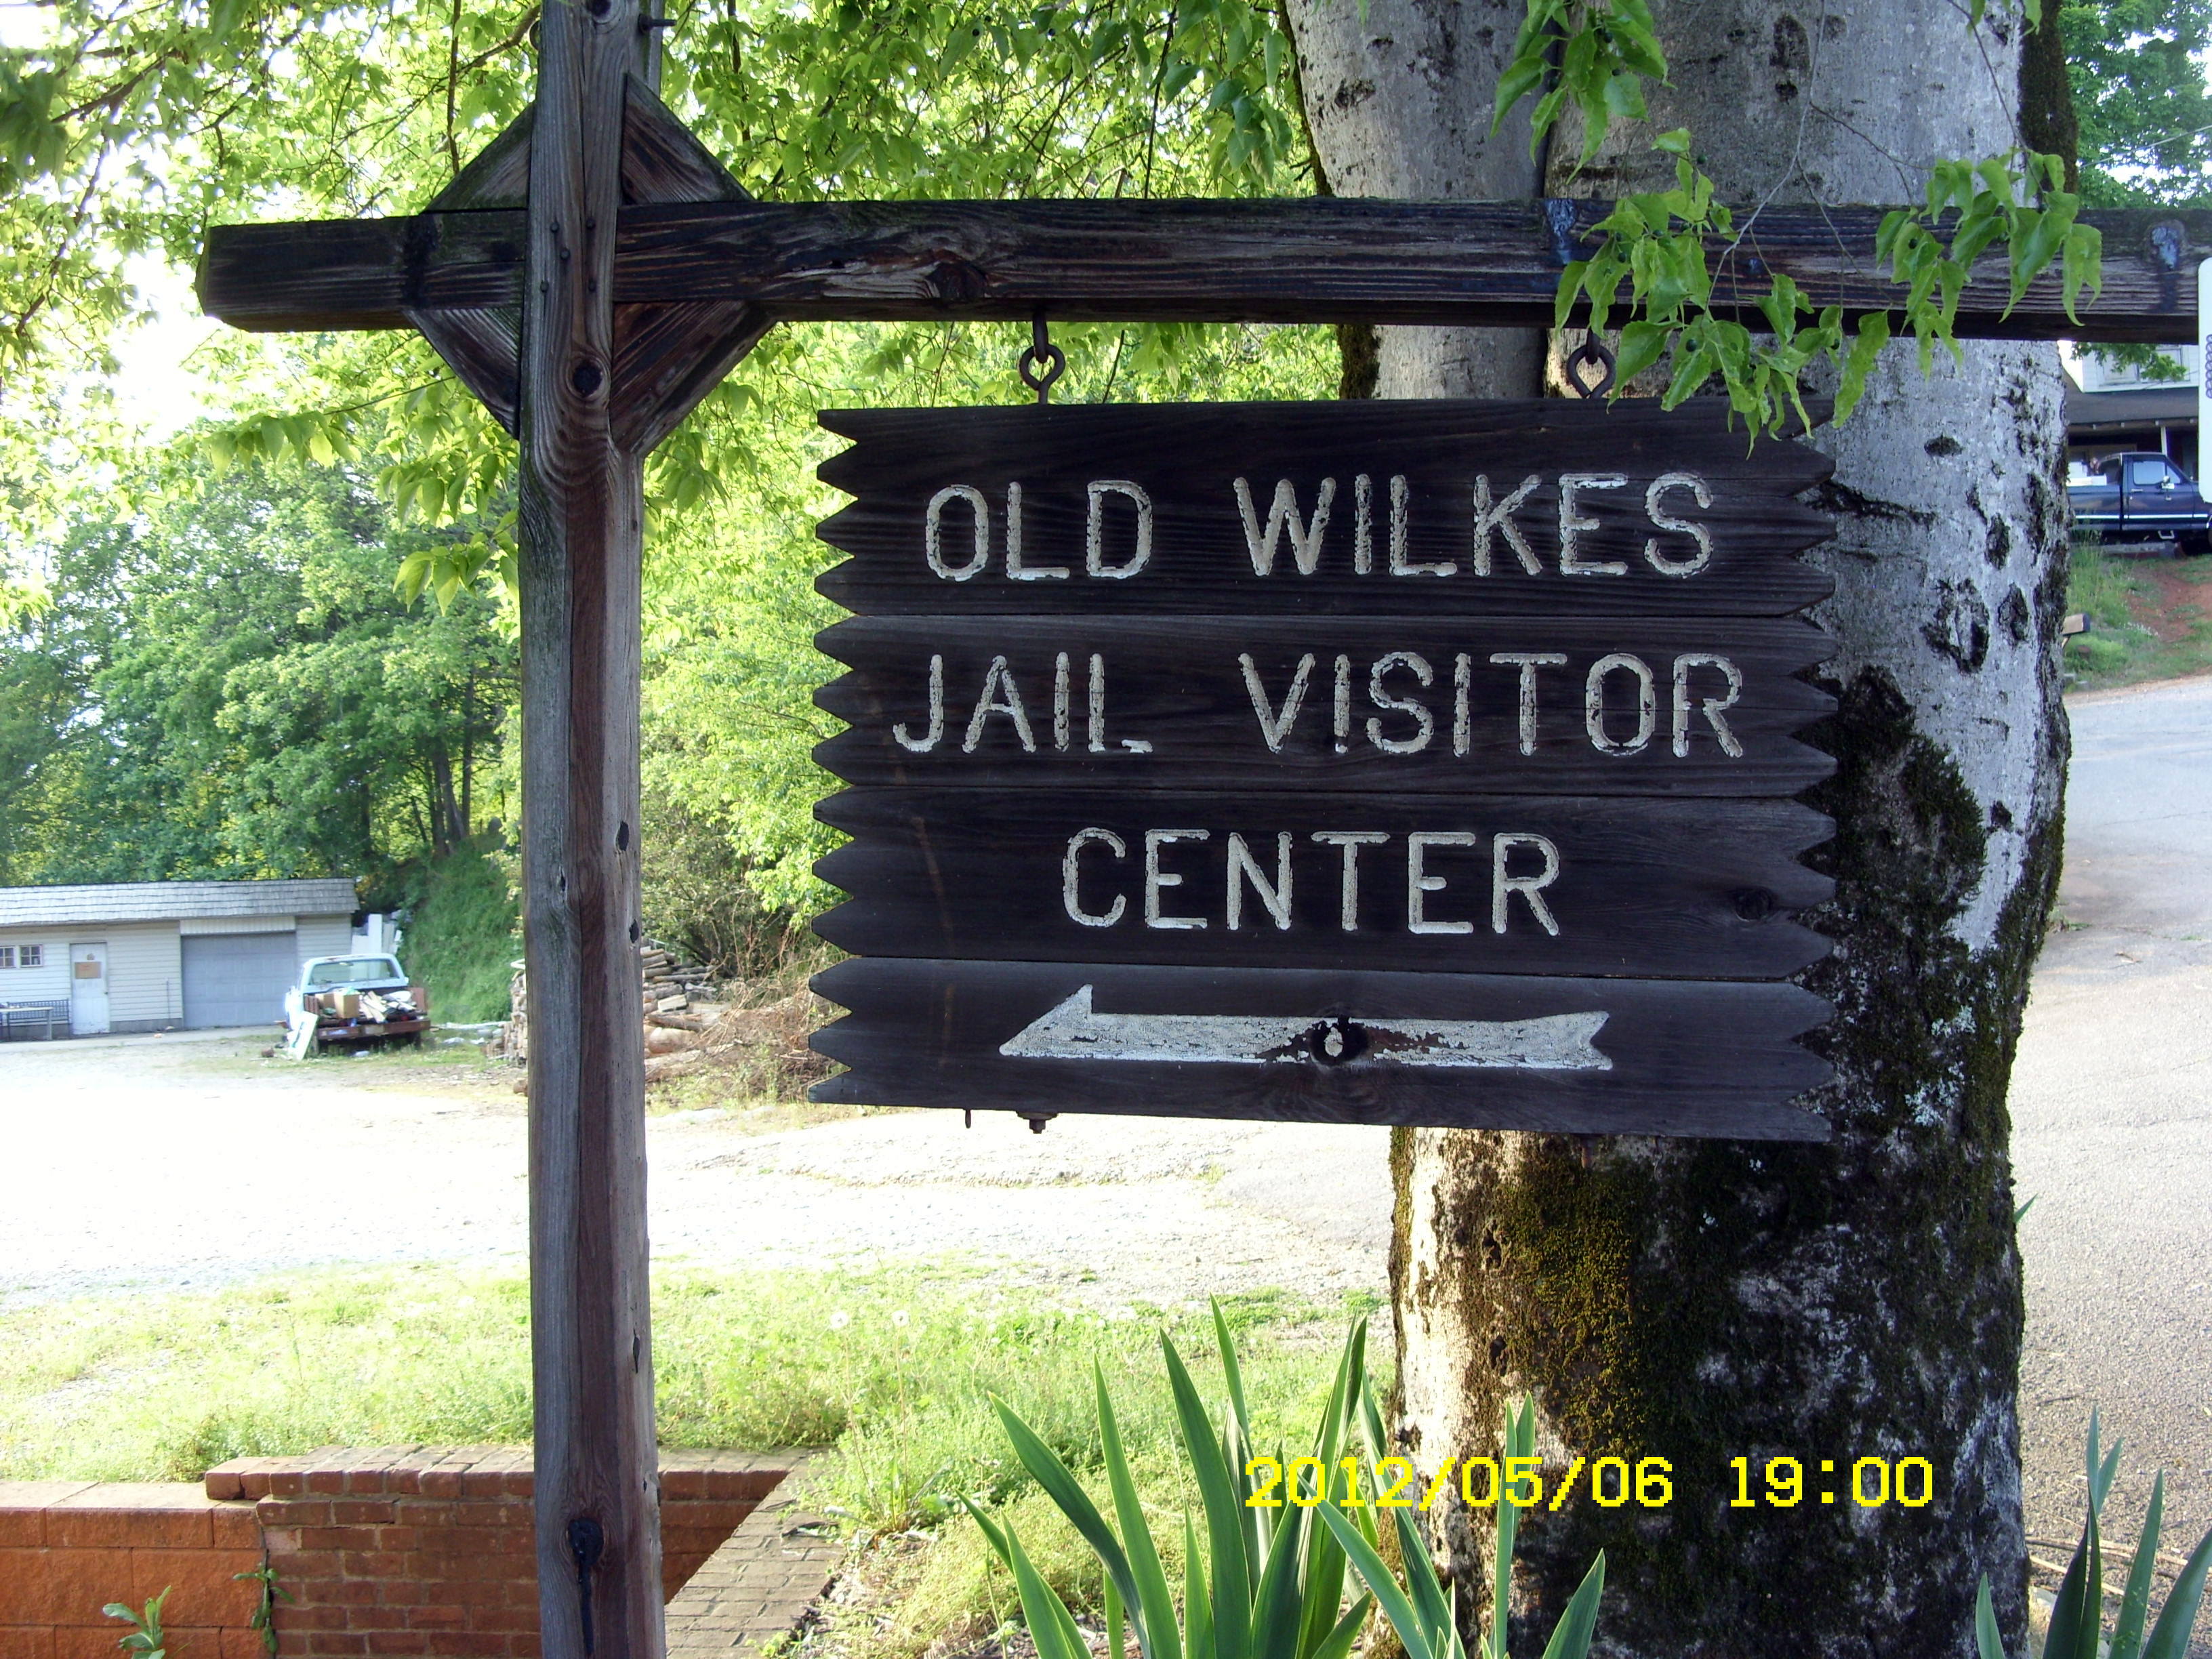 OLD WILKES
JAIL VISITOR
CENTER
2012/05/06 19:00